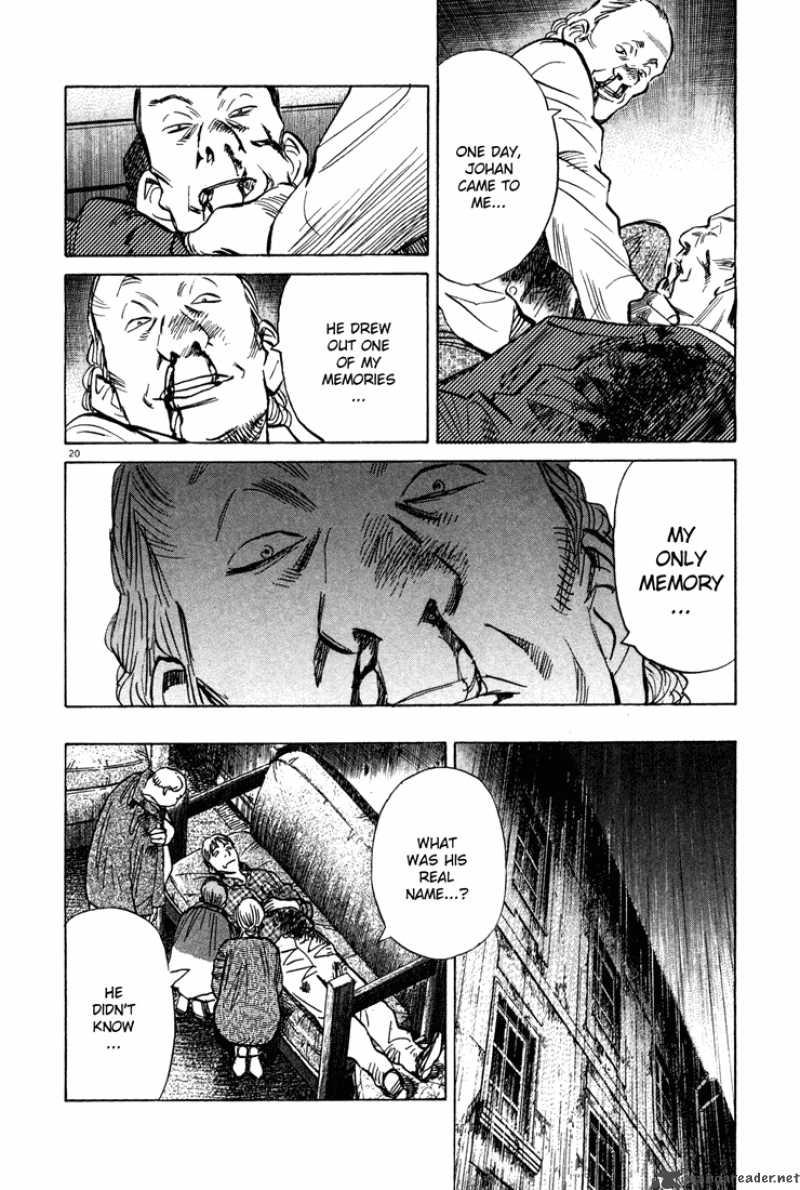 ONE DAY,
JOHAN
CAME TO
ME...
HE DREW
OUT ONE
OF MY
MEMORIES
...
20
MY
ONLY
MEMORY
...
WHAT
WAS HIS
REAL
NAME...?
HE
DIDN'T
KNOW
...